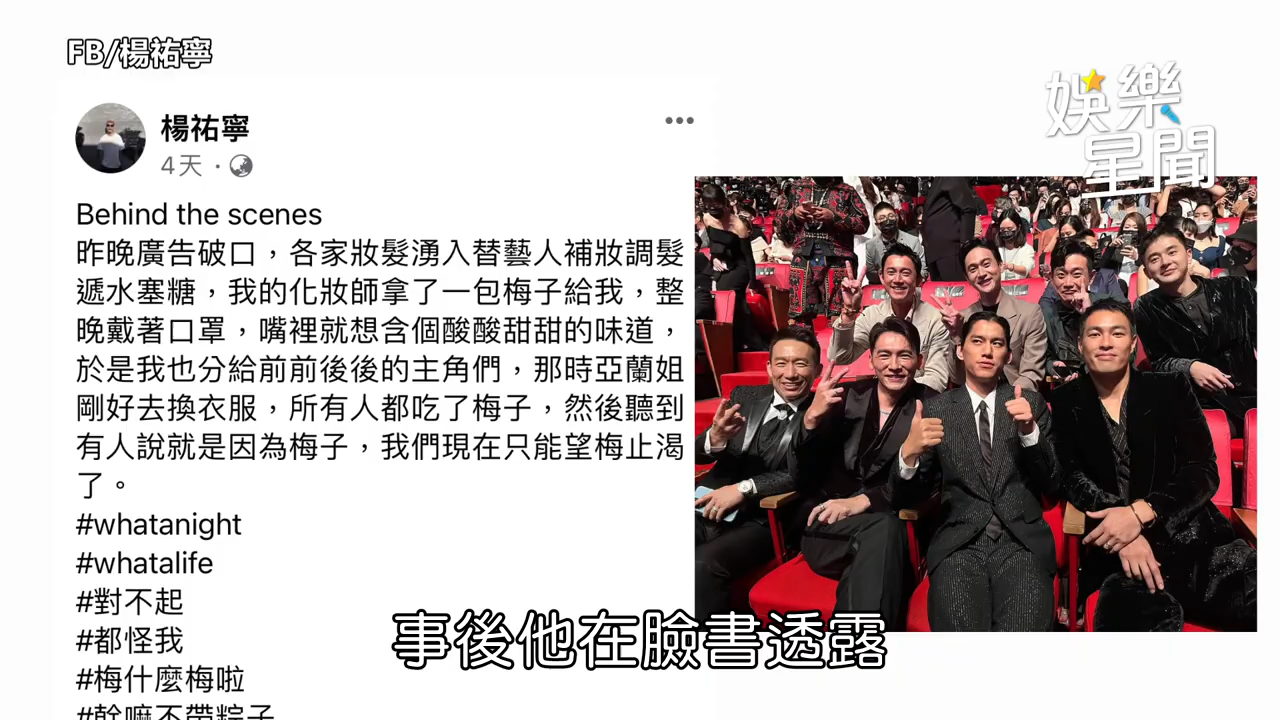 FB/楊祐寧
娛樂
星聞
楊祐寧
4天
Behind the scenes
昨晚廣告破口，各家妝髮湧入替藝人補妝調髮
遞水塞糖，我的化妝師拿了一包梅子給我，整
晚戴著口罩，嘴裡就想含個酸酸甜甜的味道，
於是我也分給前前後後的主角們，那時亞蘭姐
剛好去換衣服，所有人都吃了梅子，然後聽到
有人說就是因為梅子，我們現在只能望梅止渴
了。
#whatanight
#whatalife
#對不起
#都怪我
#梅什麼梅啦
#幹嘛不帶粽子
事後他在臉書透露